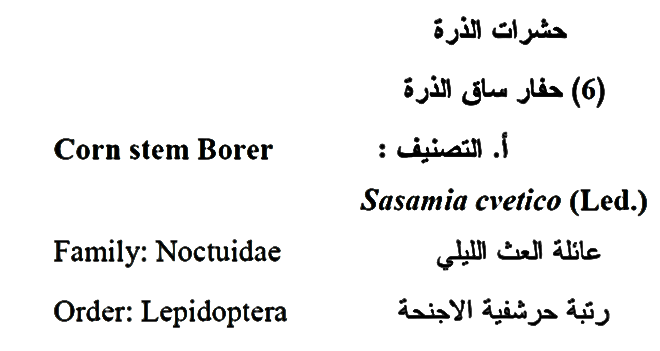 حشرات الذرة
(6) حفار ساق الذرة
أ. التصنيف : Corn stem Borer
Sasamia cvetico (Led.)
عائلة العث الليلي Family: Noctuidae
رتبة حرشفية الاجنحة Order: Lepidoptera